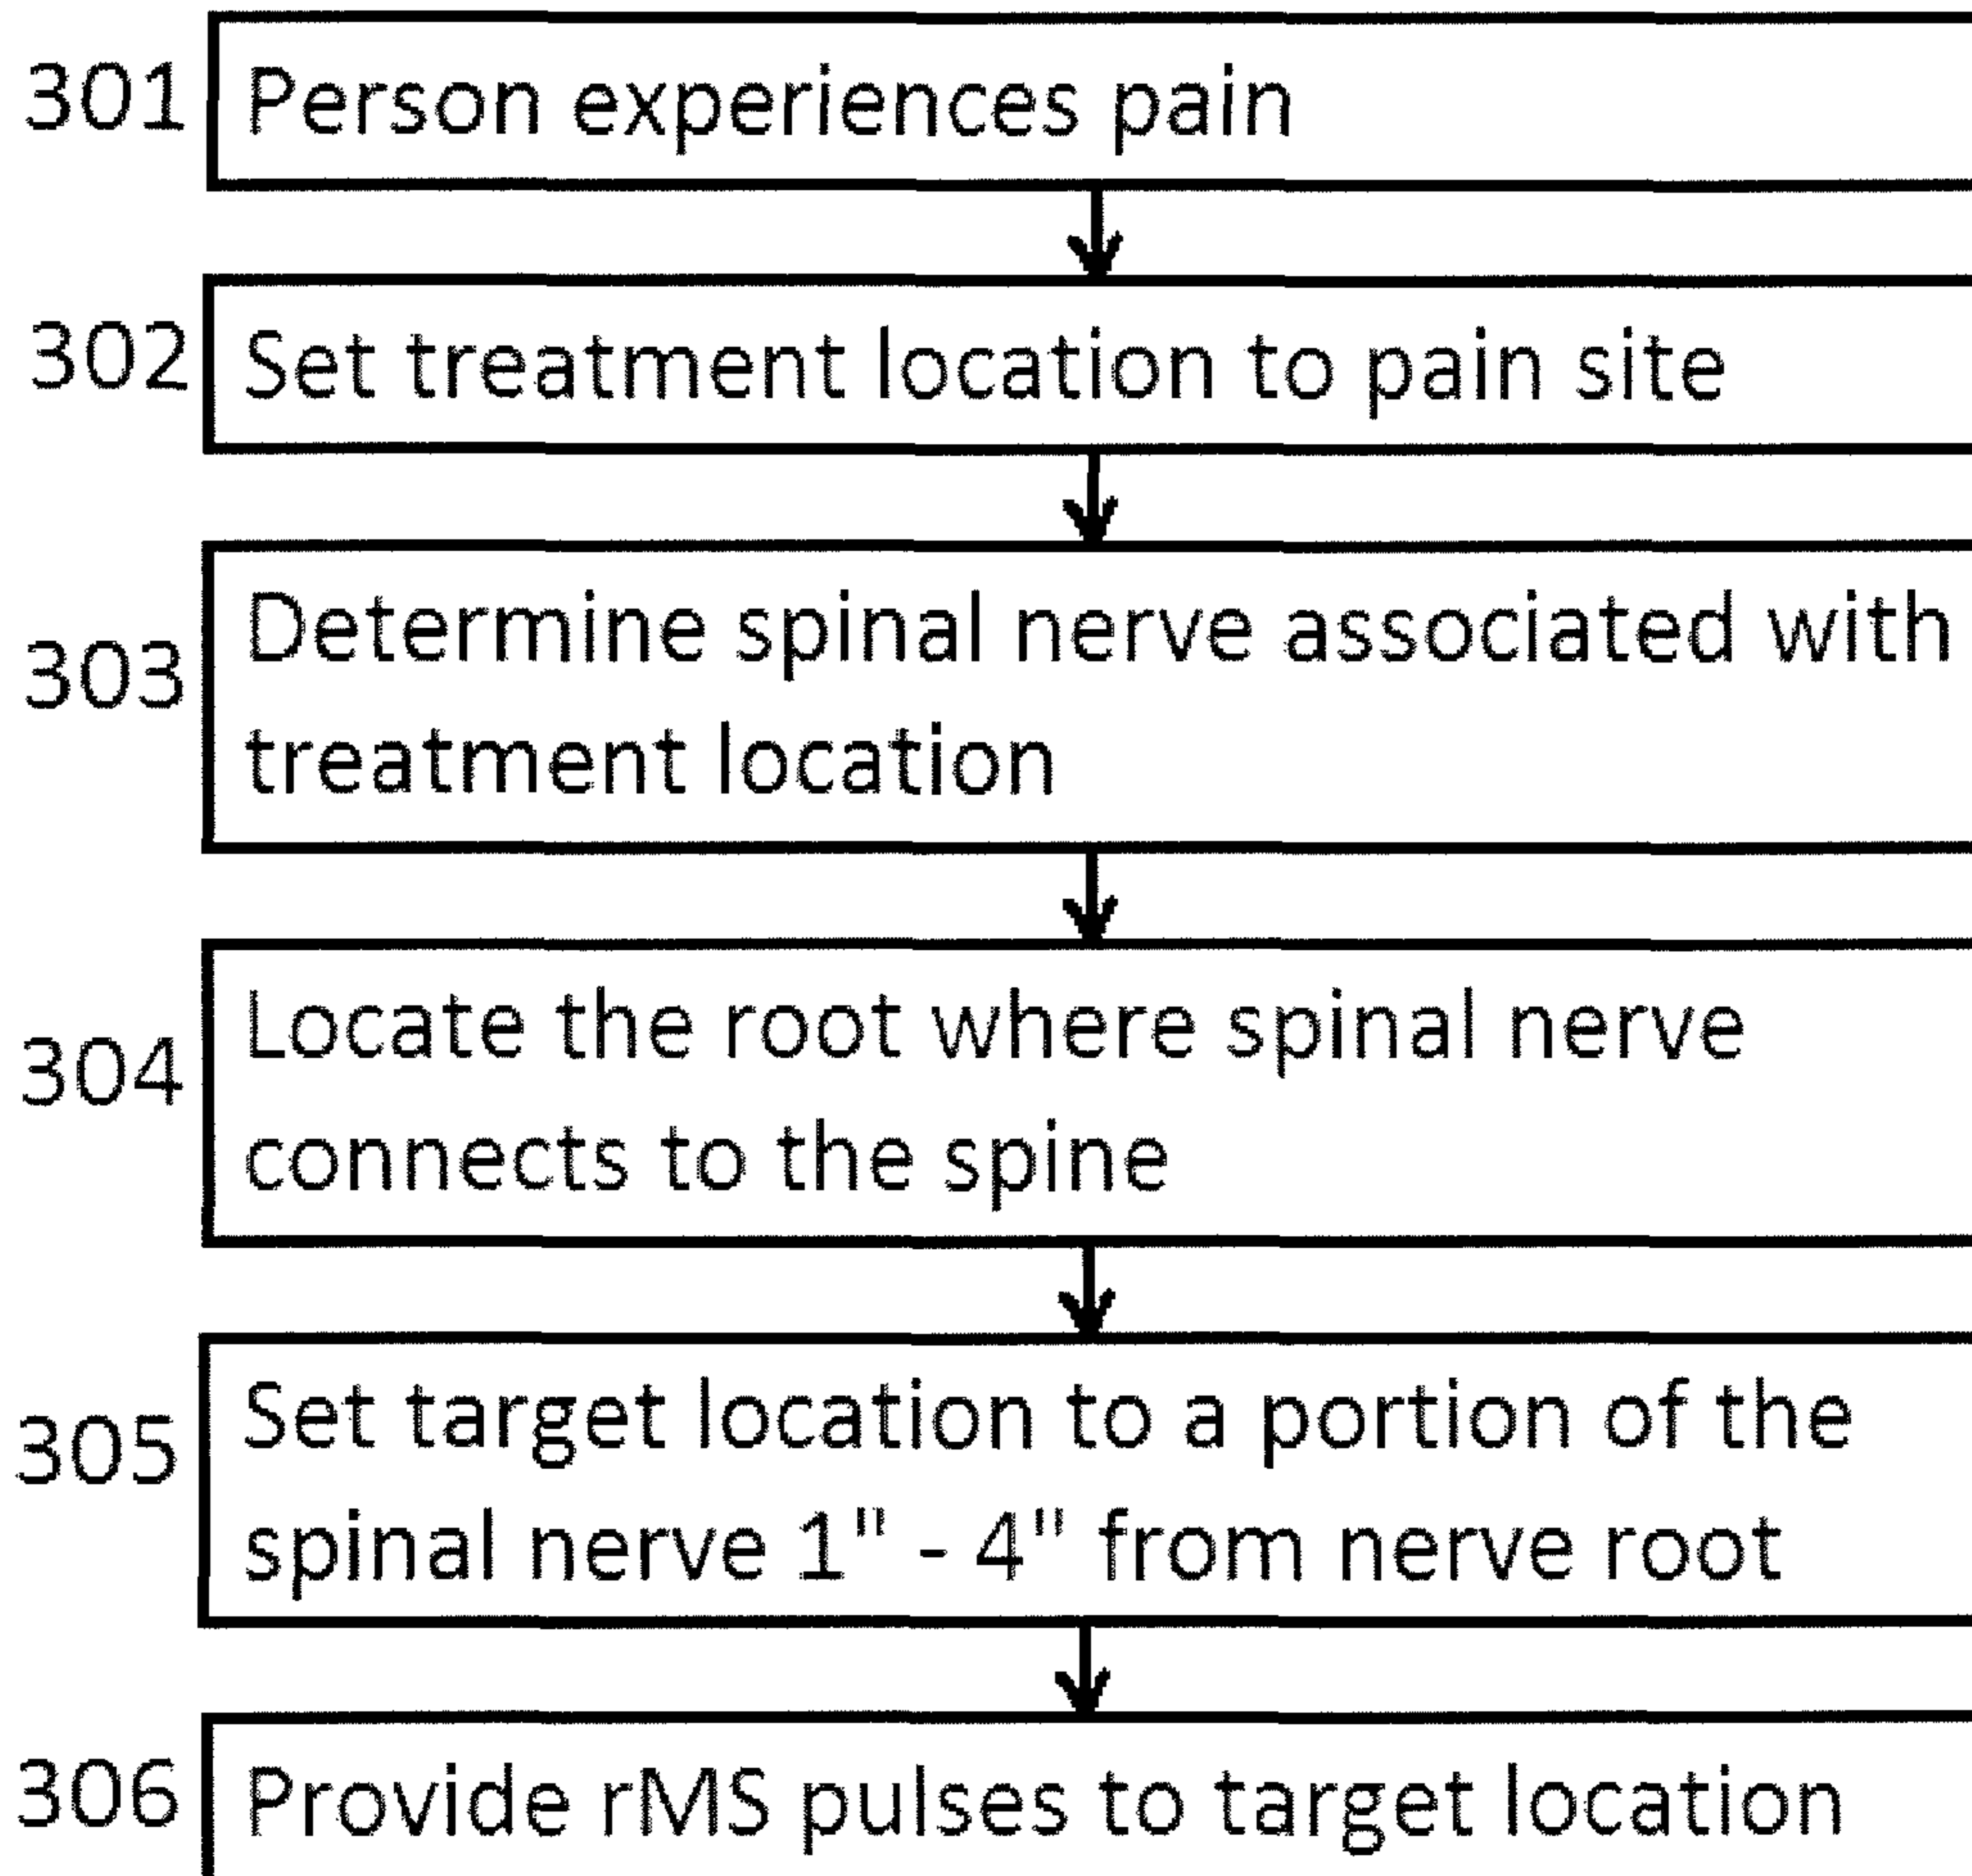 301 Person experiences pain
302 Set treatment location to pain site
303 Determine spinal nerve associated with
treatment location
304 Locate the root where spinal nerve
connects to the spine
305 Set target location to a portion of the
spinal nerve 1" - 4" from nerve root
306 Provide rMS pulses to target location